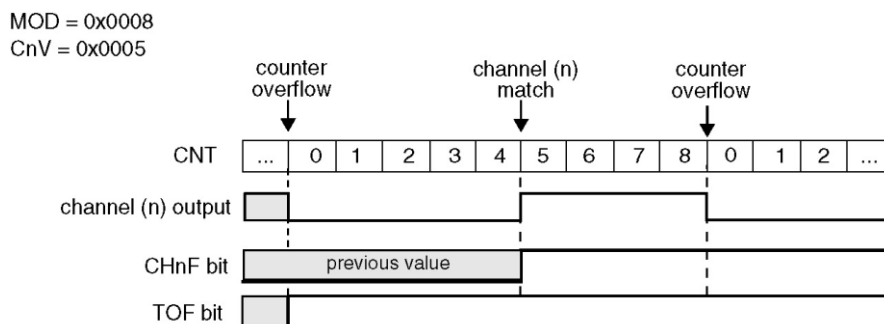 MOD = 0x0008
CnV = 0x0005
counter overflow
channel (n) match
counter overflow
CNT ... 0 1 2 3 4 5 6 7 8 0 1 2 ...
channel (n) output
CHnF bit previous value
TOF bit